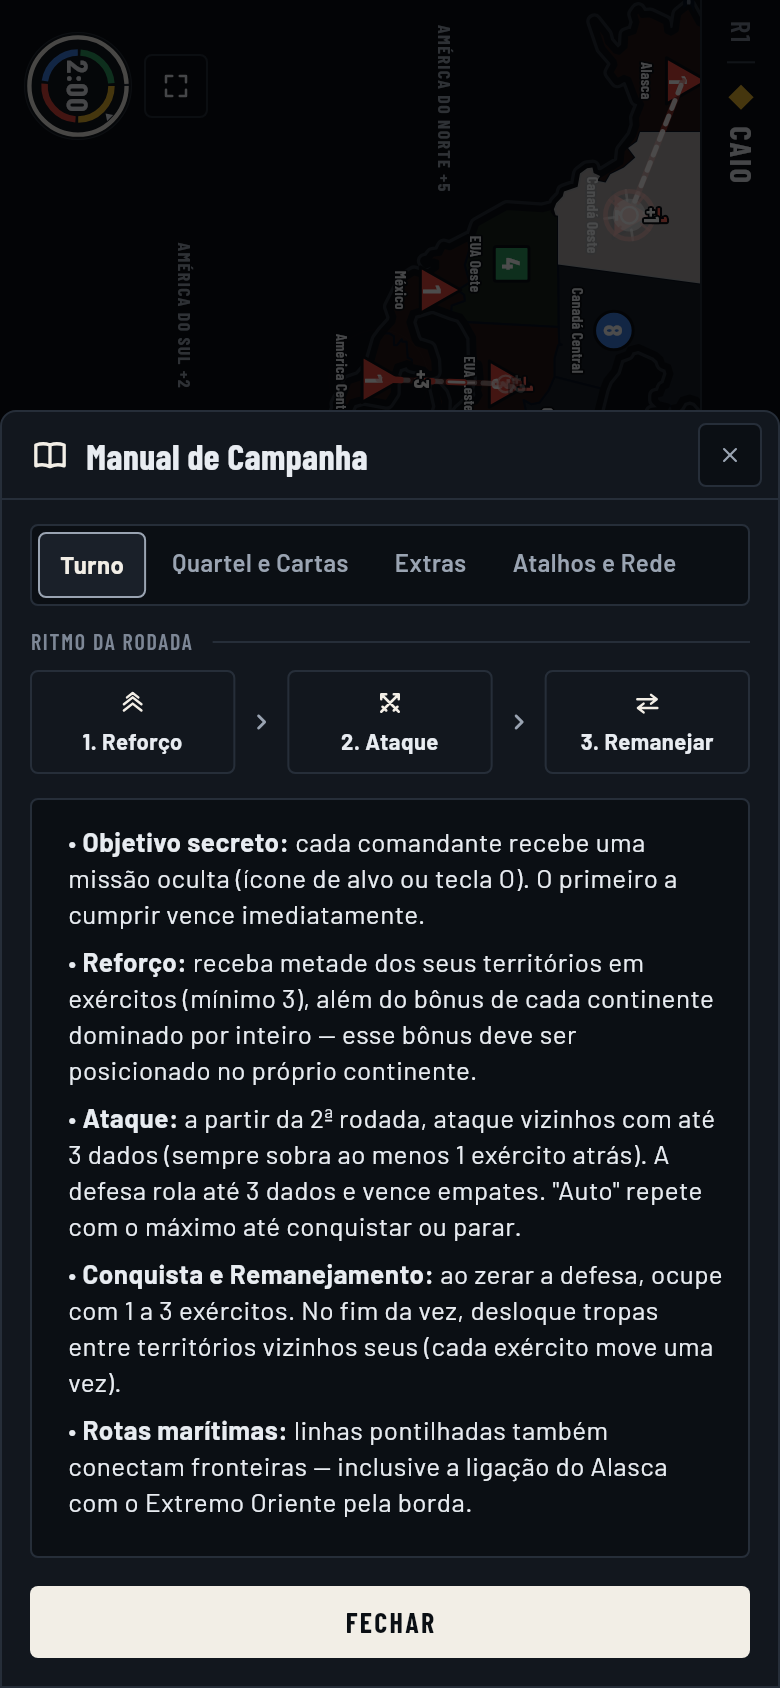 R1
CAIO
2:00
AMÉRICA DO NORTE +5
Alasca
Canadá Oeste
+1
EUA Oeste
4
México
1
Canadá Central
8
AMÉRICA DO SUL +2
América Cent
1
+3
EUA Leste
Manual de Campanha
Turno
Quartel e Cartas
Extras
Atalhos e Rede
RITMO DA RODADA
1. Reforço
2. Ataque
3. Remanejar
• Objetivo secreto: cada comandante recebe uma
missão oculta (ícone de alvo ou tecla O). O primeiro a
cumprir vence imediatamente.
• Reforço: receba metade dos seus territórios em
exércitos (mínimo 3), além do bônus de cada continente
dominado por inteiro — esse bônus deve ser
posicionado no próprio continente.
• Ataque: a partir da 2ª rodada, ataque vizinhos com até
3 dados (sempre sobra ao menos 1 exército atrás). A
defesa rola até 3 dados e vence empates. "Auto" repete
com o máximo até conquistar ou parar.
• Conquista e Remanejamento: ao zerar a defesa, ocupe
com 1 a 3 exércitos. No fim da vez, desloque tropas
entre territórios vizinhos seus (cada exército move uma
vez).
• Rotas marítimas: linhas pontilhadas também
conectam fronteiras — inclusive a ligação do Alasca
com o Extremo Oriente pela borda.
FECHAR